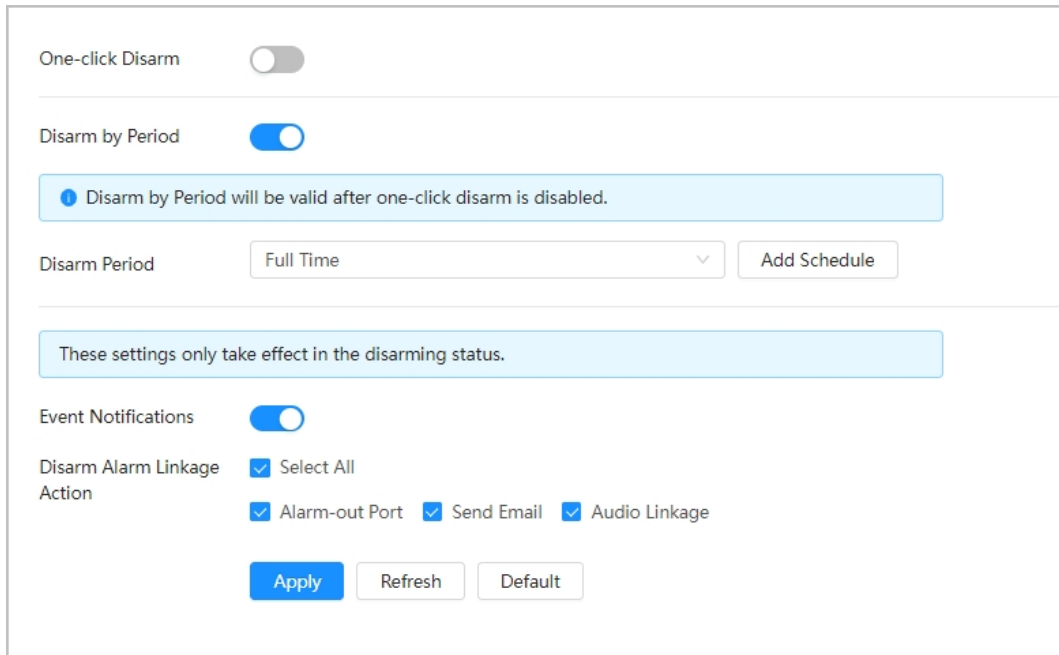 One-click Disarm
Disarm by Period
Disarm by Period will be valid after one-click disarm is disabled.
Disarm Period Full Time Add Schedule
These settings only take effect in the disarming status.
Event Notifications
Disarm Alarm Linkage Select All
Action
Alarm-out Port Send Email Audio Linkage
Apply Refresh Default